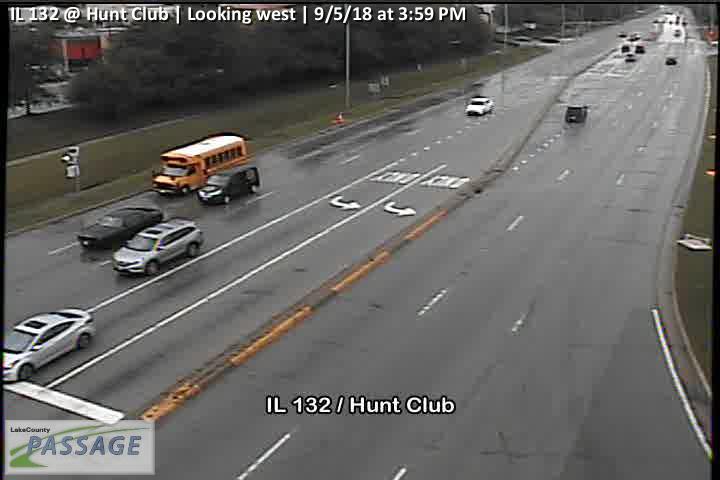 IL 132 @ Hunt Club | Looking west | 9/5/18 at 3:59 PM
IL 132 / Hunt Club
LakeCounty
PASSAGE